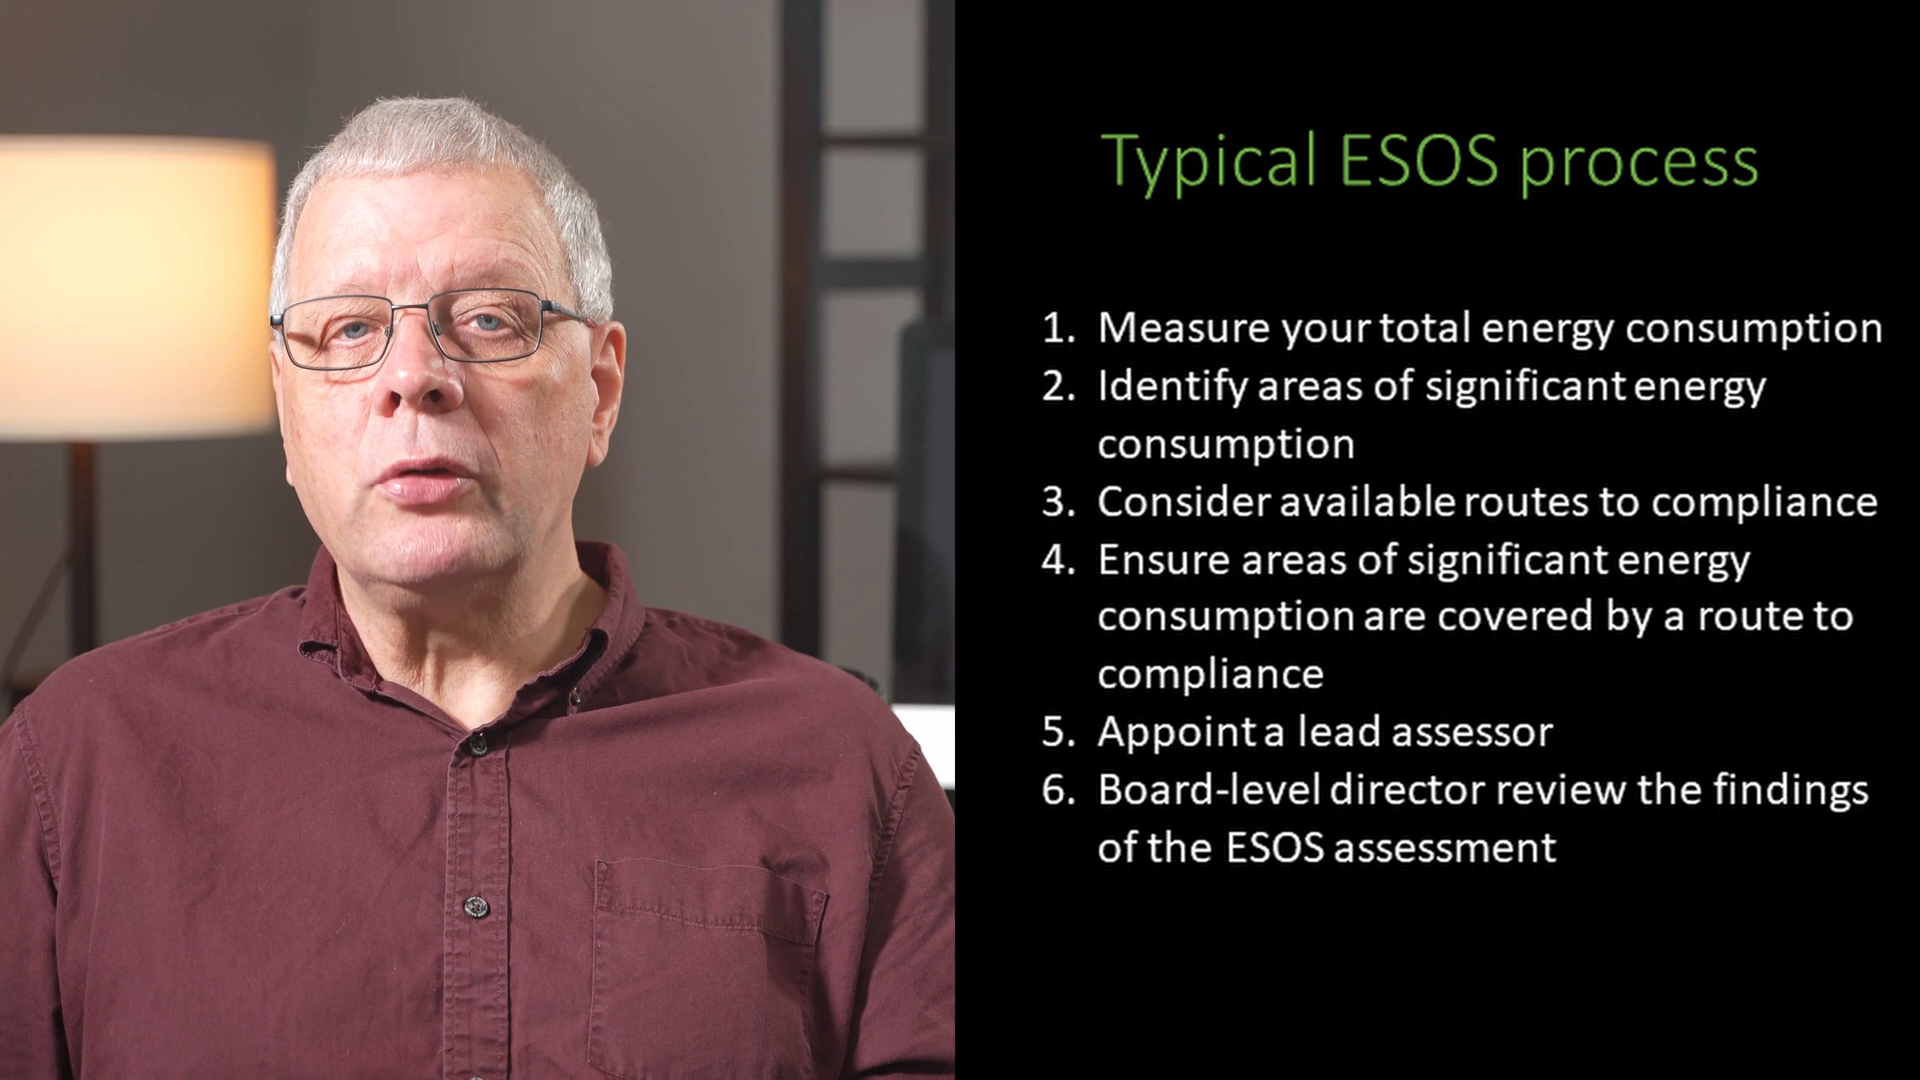 Typical ESOS process
1. Measure your total energy consumption
2. Identify areas of significant energy
consumption
3. Consider available routes to compliance
4. Ensure areas of significant energy
consumption are covered by a route to
compliance
5. Appoint a lead assessor
6. Board-level director review the findings
of the ESOS assessment